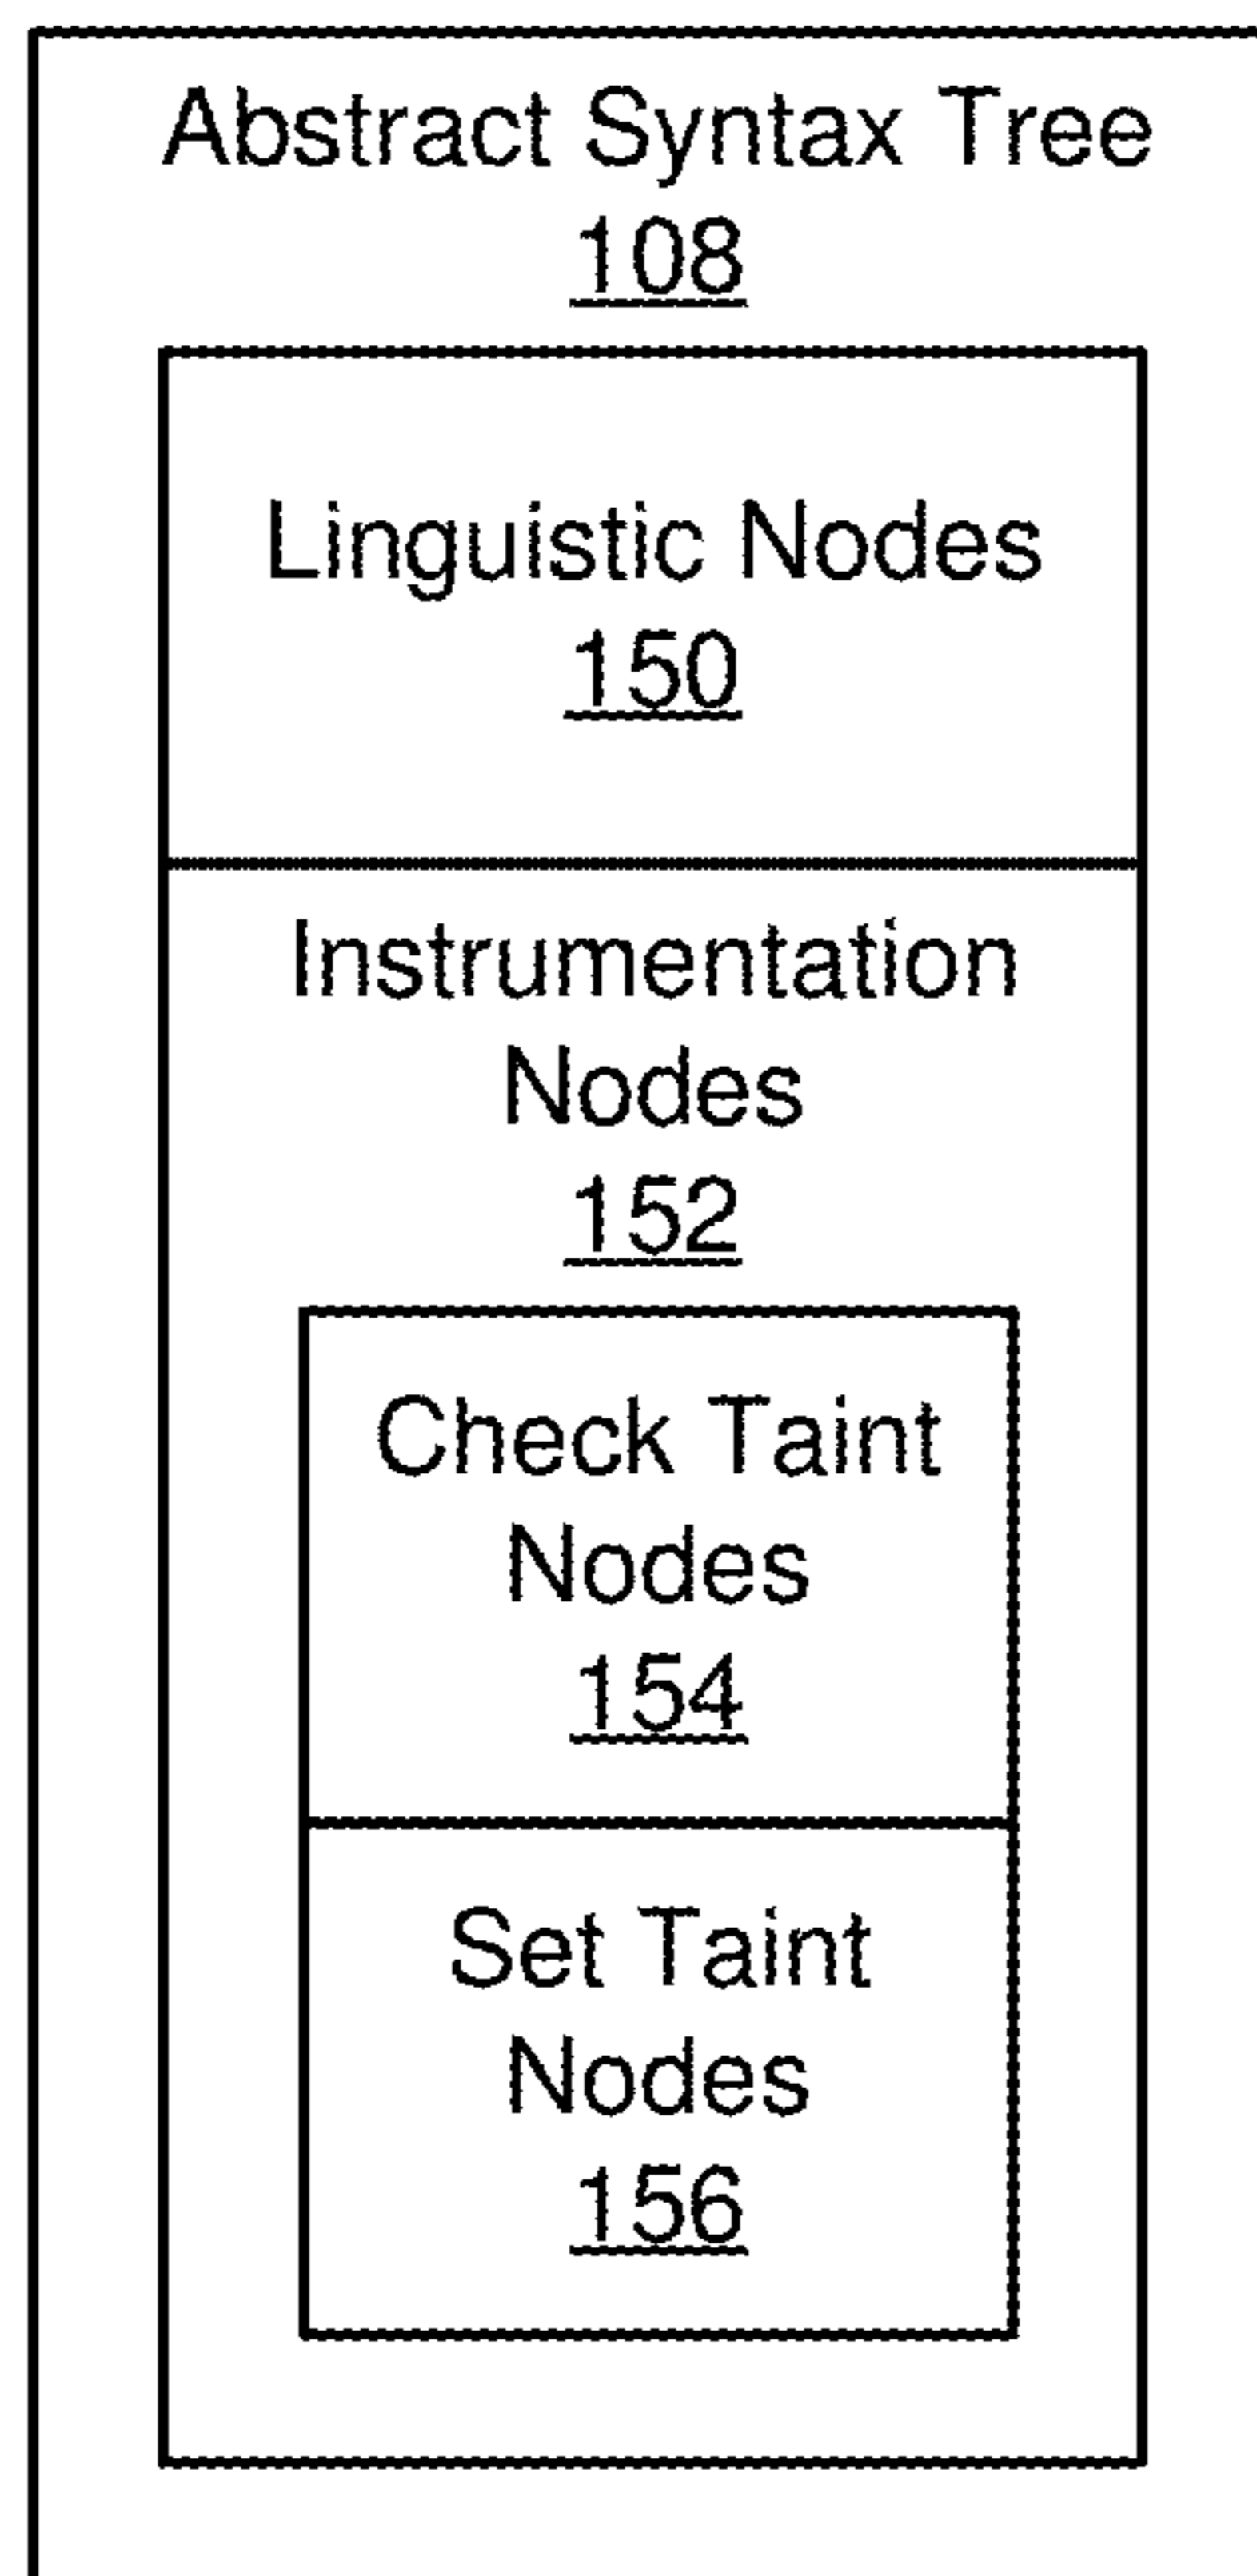 Abstract Syntax Tree
108
Linguistic Nodes
150
Instrumentation
Nodes
152
Check Taint
Nodes
154
Set Taint
Nodes
156